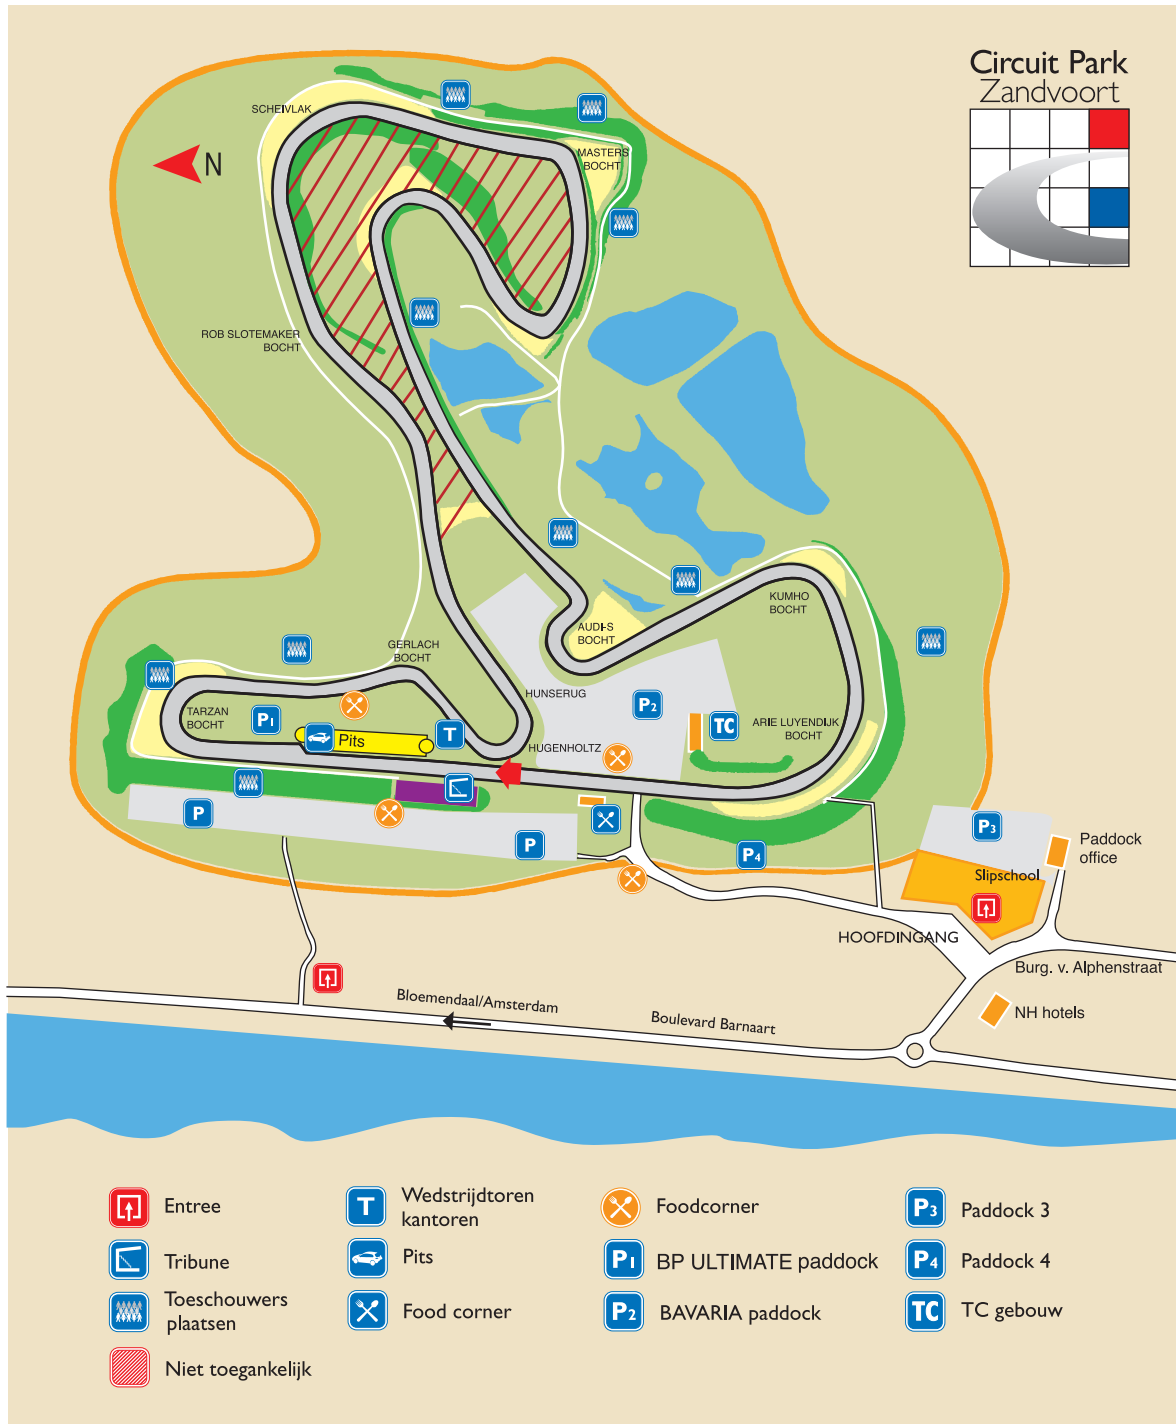 Circuit Park
Zandvoort
SCHEIVLAK
N
MASTERS
BOCHT
ROB SLOTEMAKER
BOCHT
KUMHO
BOCHT
AUDI-S
BOCHT
GERLACH
BOCHT
HUNSERUG
P2
TARZAN
BOCHT
P1
Pits
T
TC
ARIE LUYENDIJK
BOCHT
HUGENHOLTZ
P
P
P4
P3
Paddock
office
Slipschool
HOOFDINGANG
Burg. v. Alphenstraat
Bloemendaal/Amsterdam
Boulevard Barnaart
NH hotels
Entree
Tribune
Toeschouwers
plaatsen
Niet toegankelijk
T
Wedstrijdtoren
kantoren
Pits
Food corner
Foodcorner
P1 BP ULTIMATE paddock
P2 BAVARIA paddock
P3 Paddock 3
P4 Paddock 4
TC TC gebouw